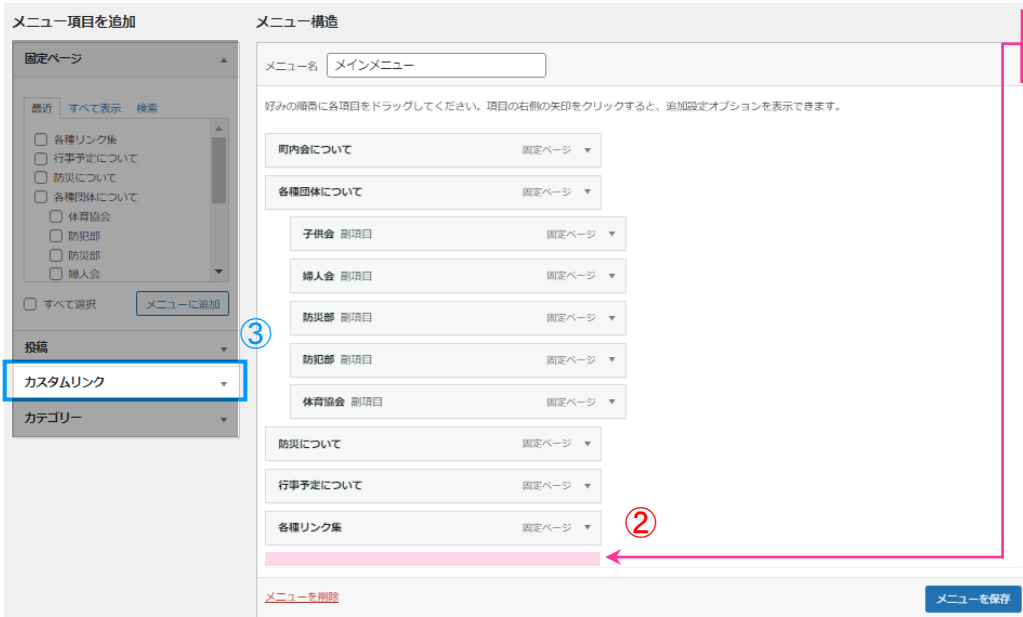 メニュー項目を追加
メニュー構造
固定ページ
最近 すべて表示 検索
各種リンク集
行事予定について
防災について
各種団体について
体育協会
防犯部
防災部
婦人会
すべて選択 メニューに追加
投稿
③
カスタムリンク
カテゴリー
メニュー名 メインメニュー
好みの順番に各項目をドラッグしてください。項目の右側の矢印をクリックすると、追加設定オプションを表示できます。
町内会について 固定ページ
各種団体について 固定ページ
子供会 副項目 固定ページ
婦人会 副項目 固定ページ
防災部 副項目 固定ページ
防犯部 副項目 固定ページ
体育協会 副項目 固定ページ
防災について 固定ページ
行事予定について 固定ページ
各種リンク集 固定ページ
②
メニューを削除 メニューを保存